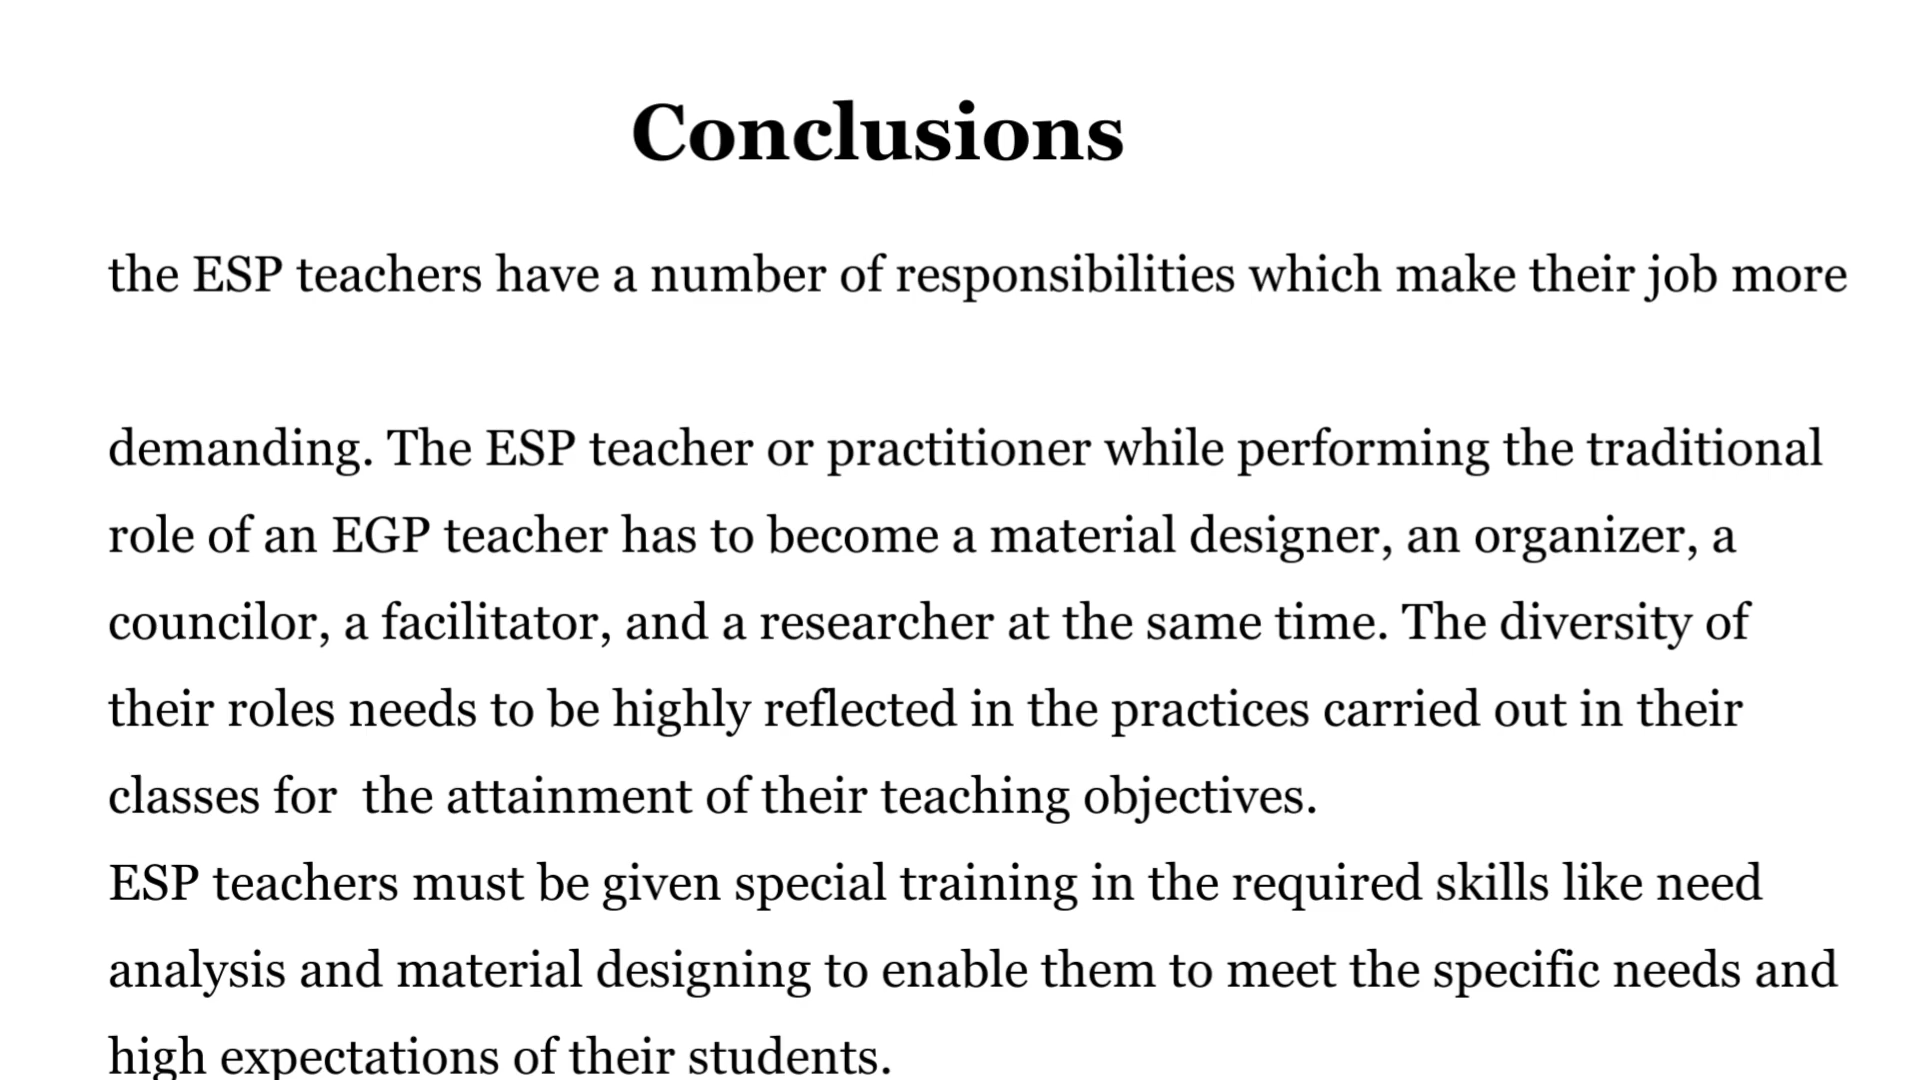 Conclusions
the ESP teachers have a number of responsibilities which make their job more
demanding. The ESP teacher or practitioner while performing the traditional
role of an EGP teacher has to become a material designer, an organizer, a
councilor, a facilitator, and a researcher at the same time. The diversity of
their roles needs to be highly reflected in the practices carried out in their
classes for  the attainment of their teaching objectives.
ESP teachers must be given special training in the required skills like need
analysis and material designing to enable them to meet the specific needs and
high expectations of their students.